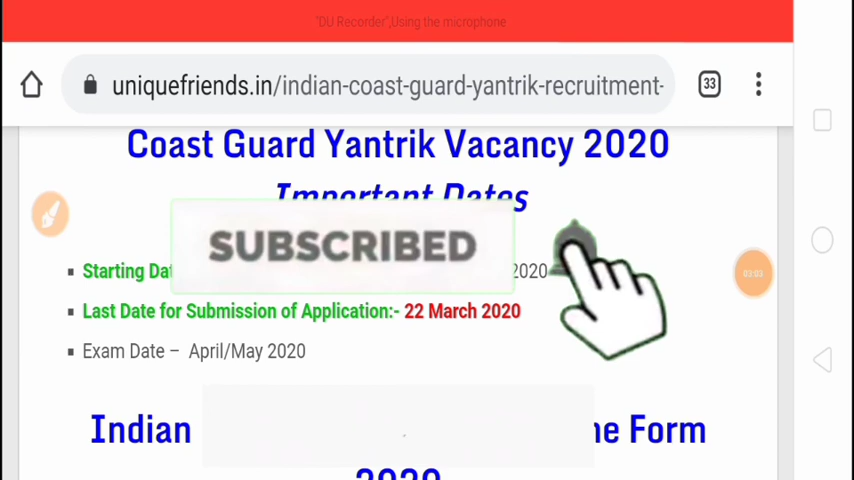 "DU Recorder",Using the microphone
uniquefriends.in/indian-coast-guard-yantrik-recruitment-
33
Coast Guard Yantrik Vacancy 2020
Important Dates
SUBSCRIBED
Starting Dat 2020
03:03
Last Date for Submission of Application:- 22 March 2020
Exam Date – April/May 2020
Indian ne Form
2020